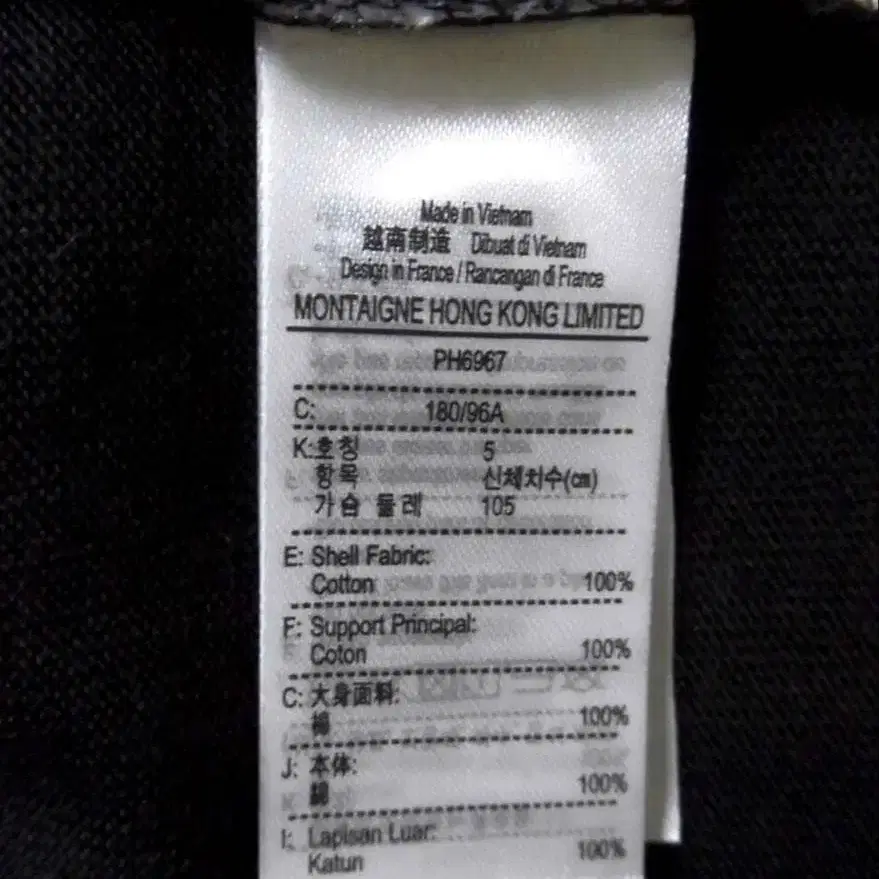 Made in Vietnam
越南制造 Dibuat di Vietnam
Design in France / Rancangan di France
MONTAIGNE HONG KONG LIMITED
PH6967
C: 180/96A
K:호칭 5
항목 신체치수(cm)
가슴 둘레 105
E: Shell Fabric:
Cotton 100%
F: Support Principal:
Coton 100%
C: 大身面料:
棉 100%
J: 本体:
綿 100%
I: Lapisan Luar:
Katun 100%